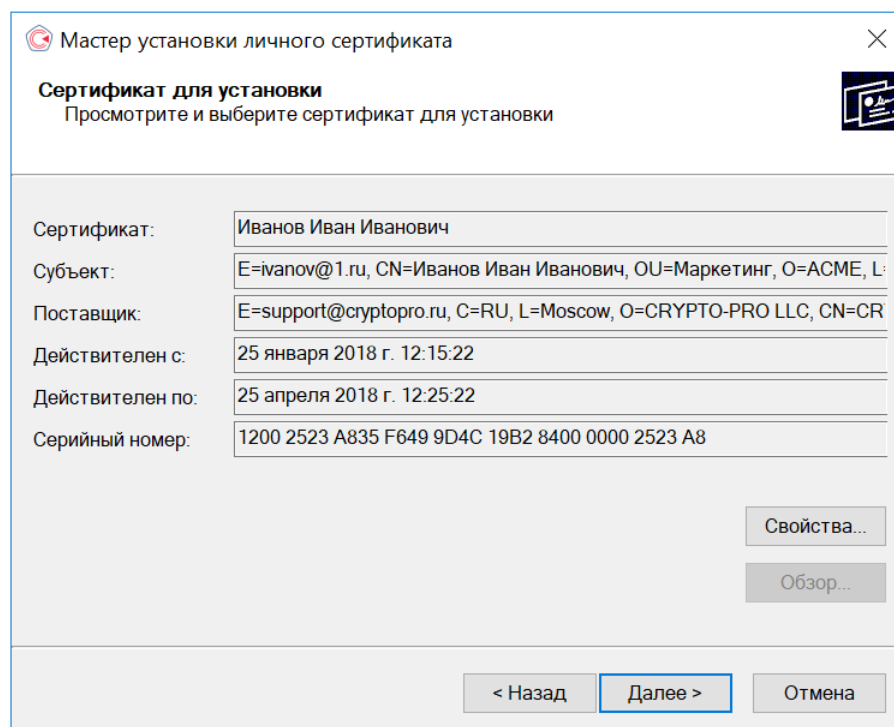 Мастер установки личного сертификата
Сертификат для установки
Просмотрите и выберите сертификат для установки
Сертификат: Иванов Иван Иванович
Субъект: E=ivanov@1.ru, CN=Иванов Иван Иванович, OU=Маркетинг, O=ACME, L=
Поставщик: E=support@cryptopro.ru, C=RU, L=Moscow, O=CRYPTO-PRO LLC, CN=CRY
Действителен с: 25 января 2018 г. 12:15:22
Действителен по: 25 апреля 2018 г. 12:25:22
Серийный номер: 1200 2523 A835 F649 9D4C 19B2 8400 0000 2523 A8
Свойства...
Обзор...
< Назад Далее > Отмена